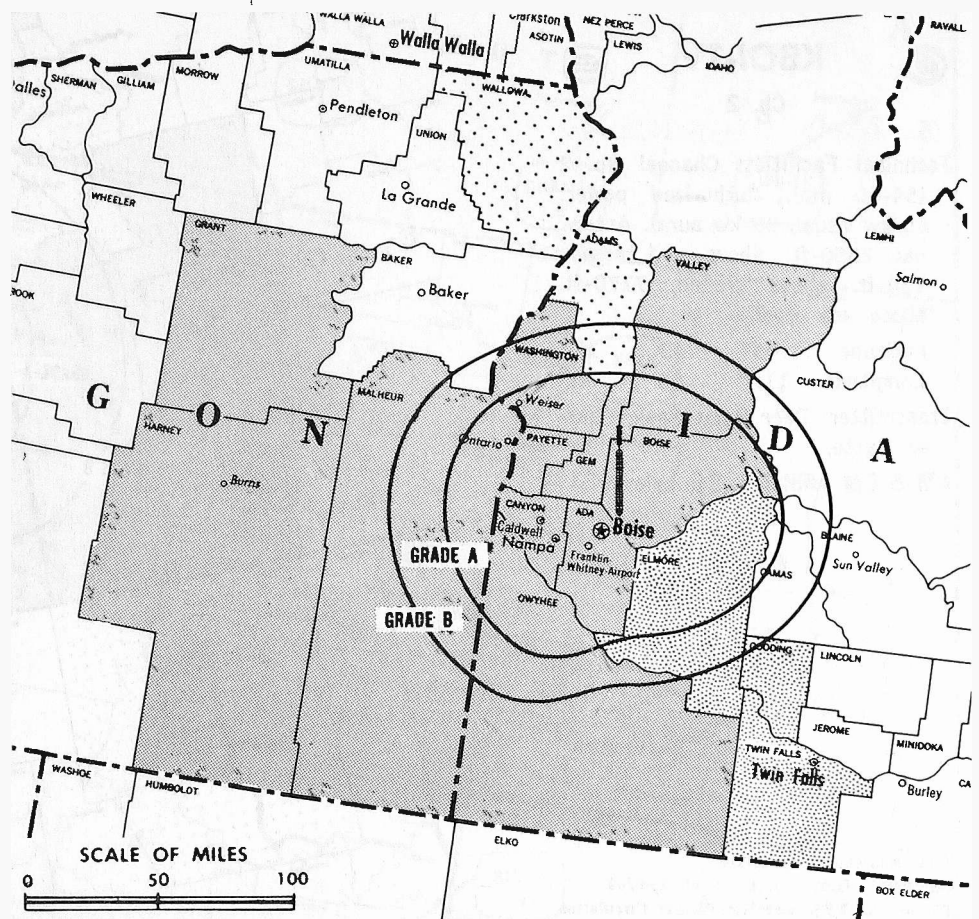 WALLA WALLA
Clarkston
ASOTIN
NEZ PERCE
LEWIS
IDAHO
RAVALL
Walla Walla
SHERMAN
GILLIAM
MORROW
UMATILLA
WALLOWA
Pendleton
UNION
La Grande
WHEELER
GRANT
BAKER
Baker
ADAMS
VALLEY
LEMHI
Salmon
ROOK
WASHINGTON
CUSTER
MALHEUR
Weiser
G O N
I D A
HARNEY
Ontario
PAYETTE
GEM
BOISE
Burns
CANYON
Caldwell
Nampa
ADA
Boise
Franklin-
Whitney-Airport
ELMORE
BLAINE
Sun Valley
CAMAS
GRADE A
OWYHEE
GRADE B
GOODING
LINCOLN
JEROME
MINIDOKA
TWIN FALLS
Twin Falls
Burley
CA
WASHOE
HUMBOLDT
ELKO
BOX ELDER
SCALE OF MILES
0 50 100